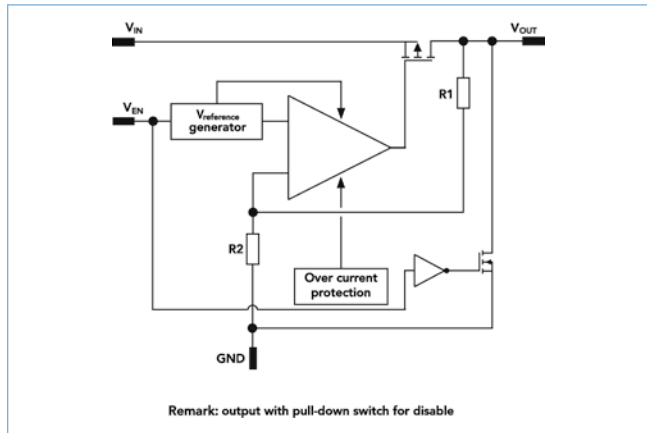 VIN
VOUT
R1
VEN
Vreference
generator
R2
Over current
protection
GND
Remark: output with pull-down switch for disable